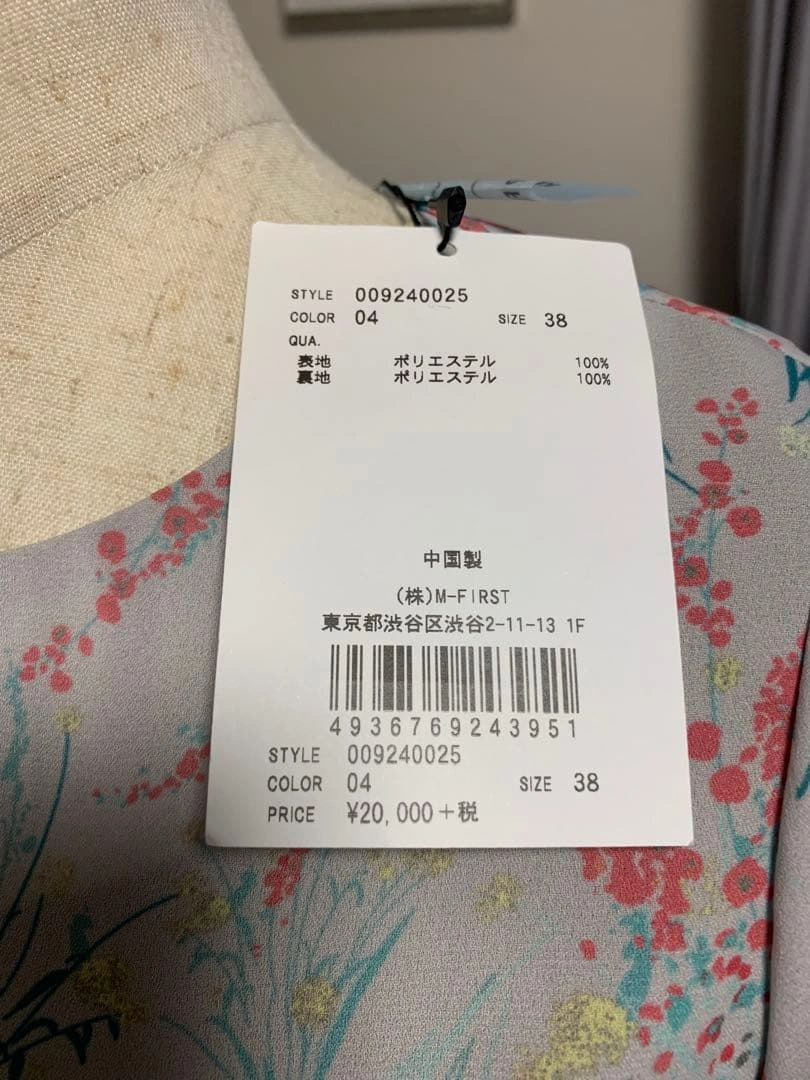 STYLE 009240025
COLOR 04 SIZE 38
QUA.
表地 ポリエステル 100%
裏地 ポリエステル 100%
中国製
(株)M-FIRST
東京都渋谷区渋谷2-11-13 1F
4936769243951
STYLE 009240025
COLOR 04 SIZE 38
PRICE ¥20,000+税